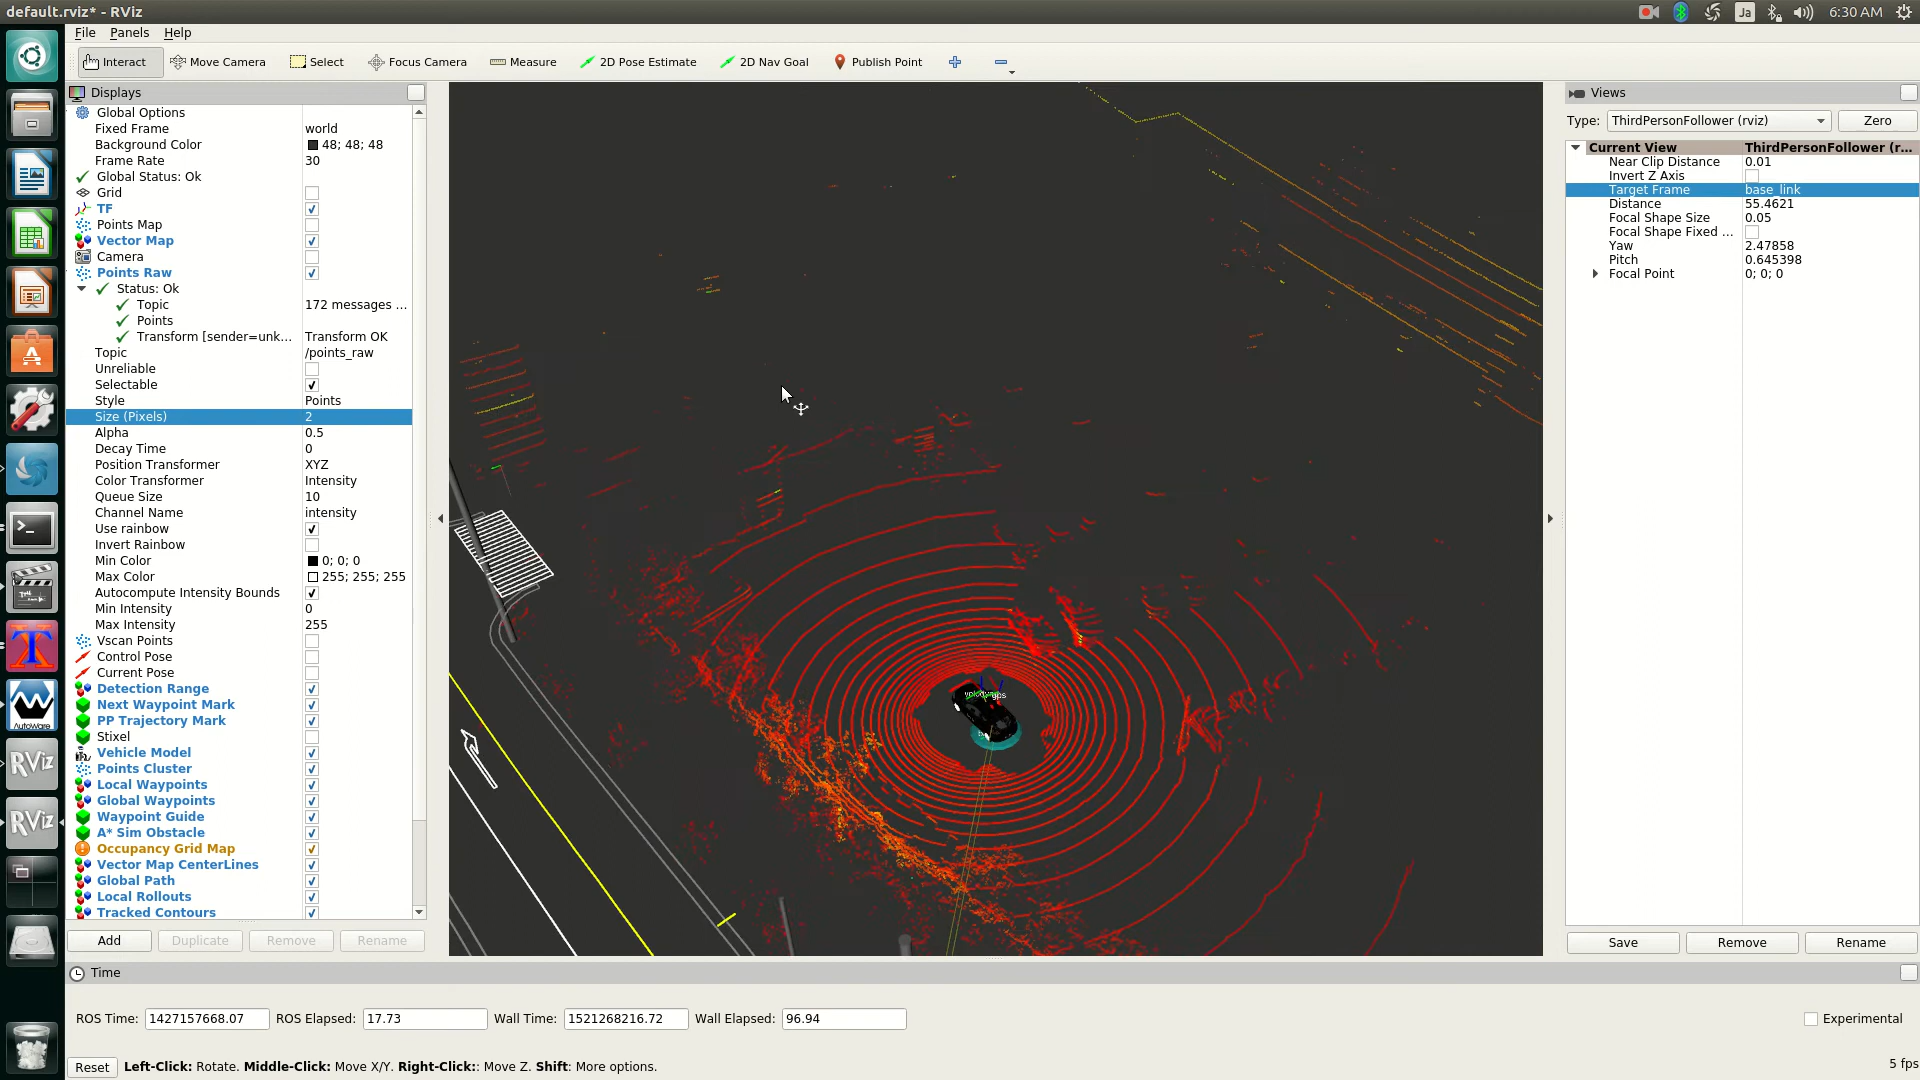 default.rviz* - RViz
Ja
6:30 AM
File Panels Help
Interact Move Camera Select Focus Camera Measure 2D Pose Estimate 2D Nav Goal Publish Point
Displays
Global Options
Fixed Frame world
Background Color 48; 48; 48
Frame Rate 30
Global Status: Ok
Grid
TF
Points Map
Vector Map
Camera
Points Raw
Status: Ok
Topic 172 messages ...
Points
Transform [sender=unk... Transform OK
Topic /points_raw
Unreliable
Selectable
Style Points
Size (Pixels) 2
Alpha 0.5
Decay Time 0
Position Transformer XYZ
Color Transformer Intensity
Queue Size 10
Channel Name intensity
Use rainbow
Invert Rainbow
Min Color 0; 0; 0
Max Color 255; 255; 255
Autocompute Intensity Bounds
Min Intensity 0
Max Intensity 255
Vscan Points
Control Pose
Current Pose
Detection Range
Next Waypoint Mark
PP Trajectory Mark
Stixel
Vehicle Model
Points Cluster
Local Waypoints
Global Waypoints
Waypoint Guide
A* Sim Obstacle
Occupancy Grid Map
Vector Map CenterLines
Global Path
Local Rollouts
Tracked Contours
Add Duplicate Remove Rename
AutoWare
RViz
RViz
gps
Views
Type: ThirdPersonFollower (rviz) Zero
Current View ThirdPersonFollower (r...
Near Clip Distance 0.01
Invert Z Axis
Target Frame base_link
Distance 55.4621
Focal Shape Size 0.05
Focal Shape Fixed ...
Yaw 2.47858
Pitch 0.645398
Focal Point 0; 0; 0
Save Remove Rename
Time
ROS Time: 1427157668.07 ROS Elapsed: 17.73 Wall Time: 1521268216.72 Wall Elapsed: 96.94 Experimental
Reset Left-Click: Rotate. Middle-Click: Move X/Y. Right-Click:: Move Z. Shift: More options. 5 fps